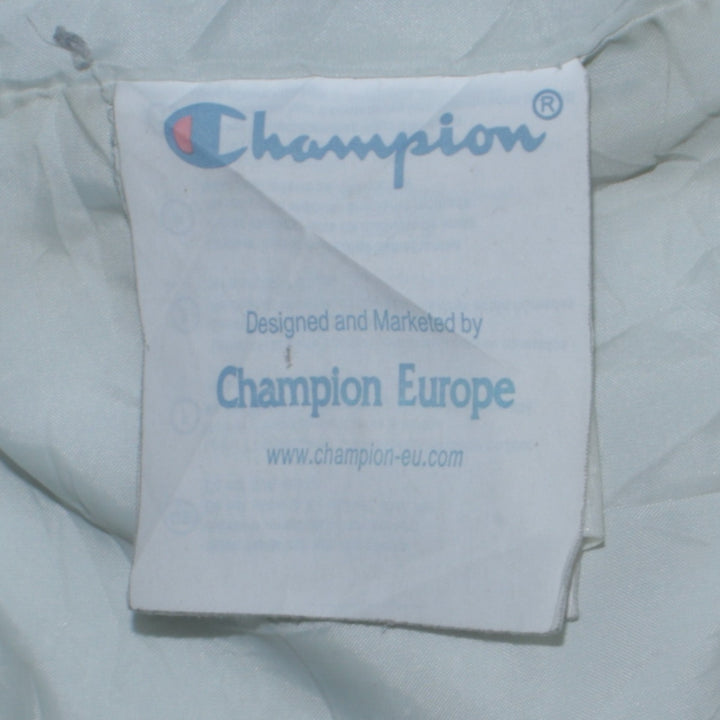 Champion®
Designed and Marketed by
Champion Europe
www.champion-eu.com